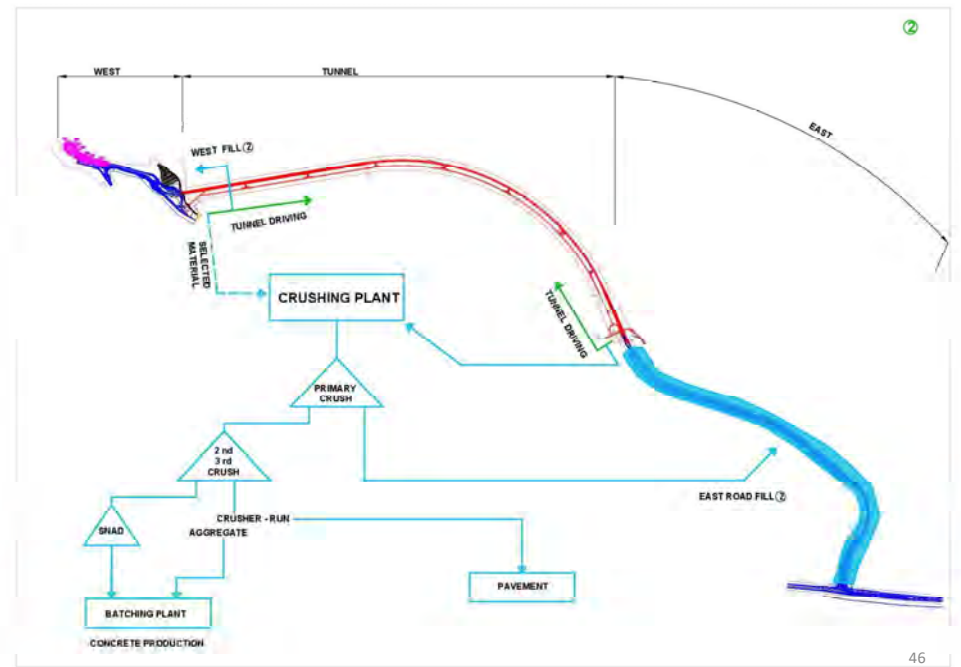 ②
WEST
TUNNEL
EAST
WEST FILL②
TUNNEL DRIVING
SELECTED
MATERIAL
CRUSHING PLANT
TUNNEL DRIVING
PRIMARY
CRUSH
2 nd
3 rd
CRUSH
EAST ROAD FILL②
CRUSHER - RUN
AGGREGATE
SNAD
PAVEMENT
BATCHING PLANT
CONCRETE PRODUCTION
46